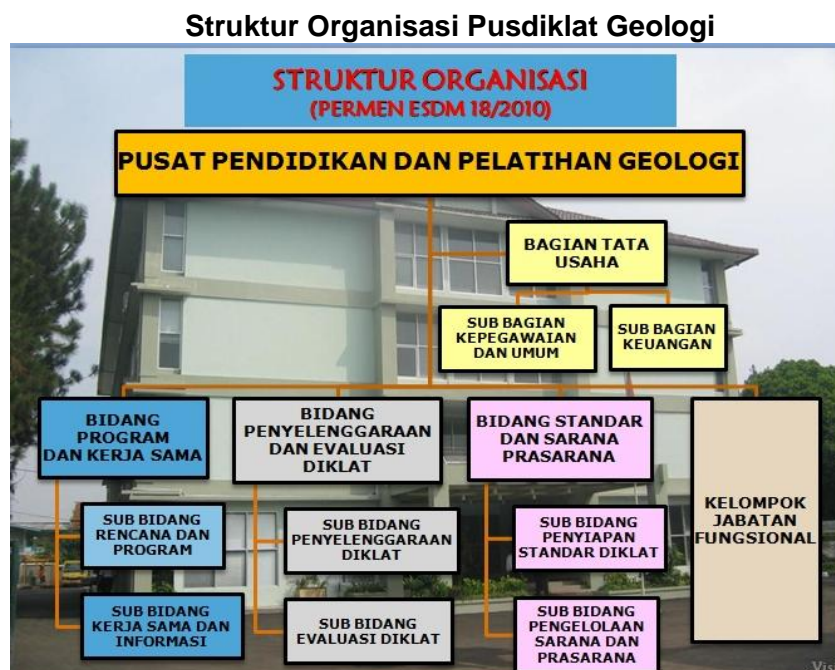 Struktur Organisasi Pusdiklat Geologi
STRUKTUR ORGANISASI
(PERMEN ESDM 18/2010)
PUSAT PENDIDIKAN DAN PELATIHAN GEOLOGI
BAGIAN TATA
USAHA
SUB BAGIAN
KEPEGAWAIAN
DAN UMUM
SUB BAGIAN
KEUANGAN
BIDANG
PROGRAM
DAN KERJA SAMA
SUB BIDANG
RENCANA DAN
PROGRAM
SUB BIDANG
KERJA SAMA DAN
INFORMASI
BIDANG
PENYELENGGARAAN
DAN EVALUASI
DIKLAT
SUB BIDANG
PENYELENGGARAAN
DIKLAT
SUB BIDANG
EVALUASI DIKLAT
BIDANG STANDAR
DAN SARANA
PRASARANA
SUB BIDANG
PENYIAPAN
STANDAR DIKLAT
SUB BIDANG
PENGELOLAAN
SARANA DAN
PRASARANA
KELOMPOK
JABATAN
FUNGSIONAL